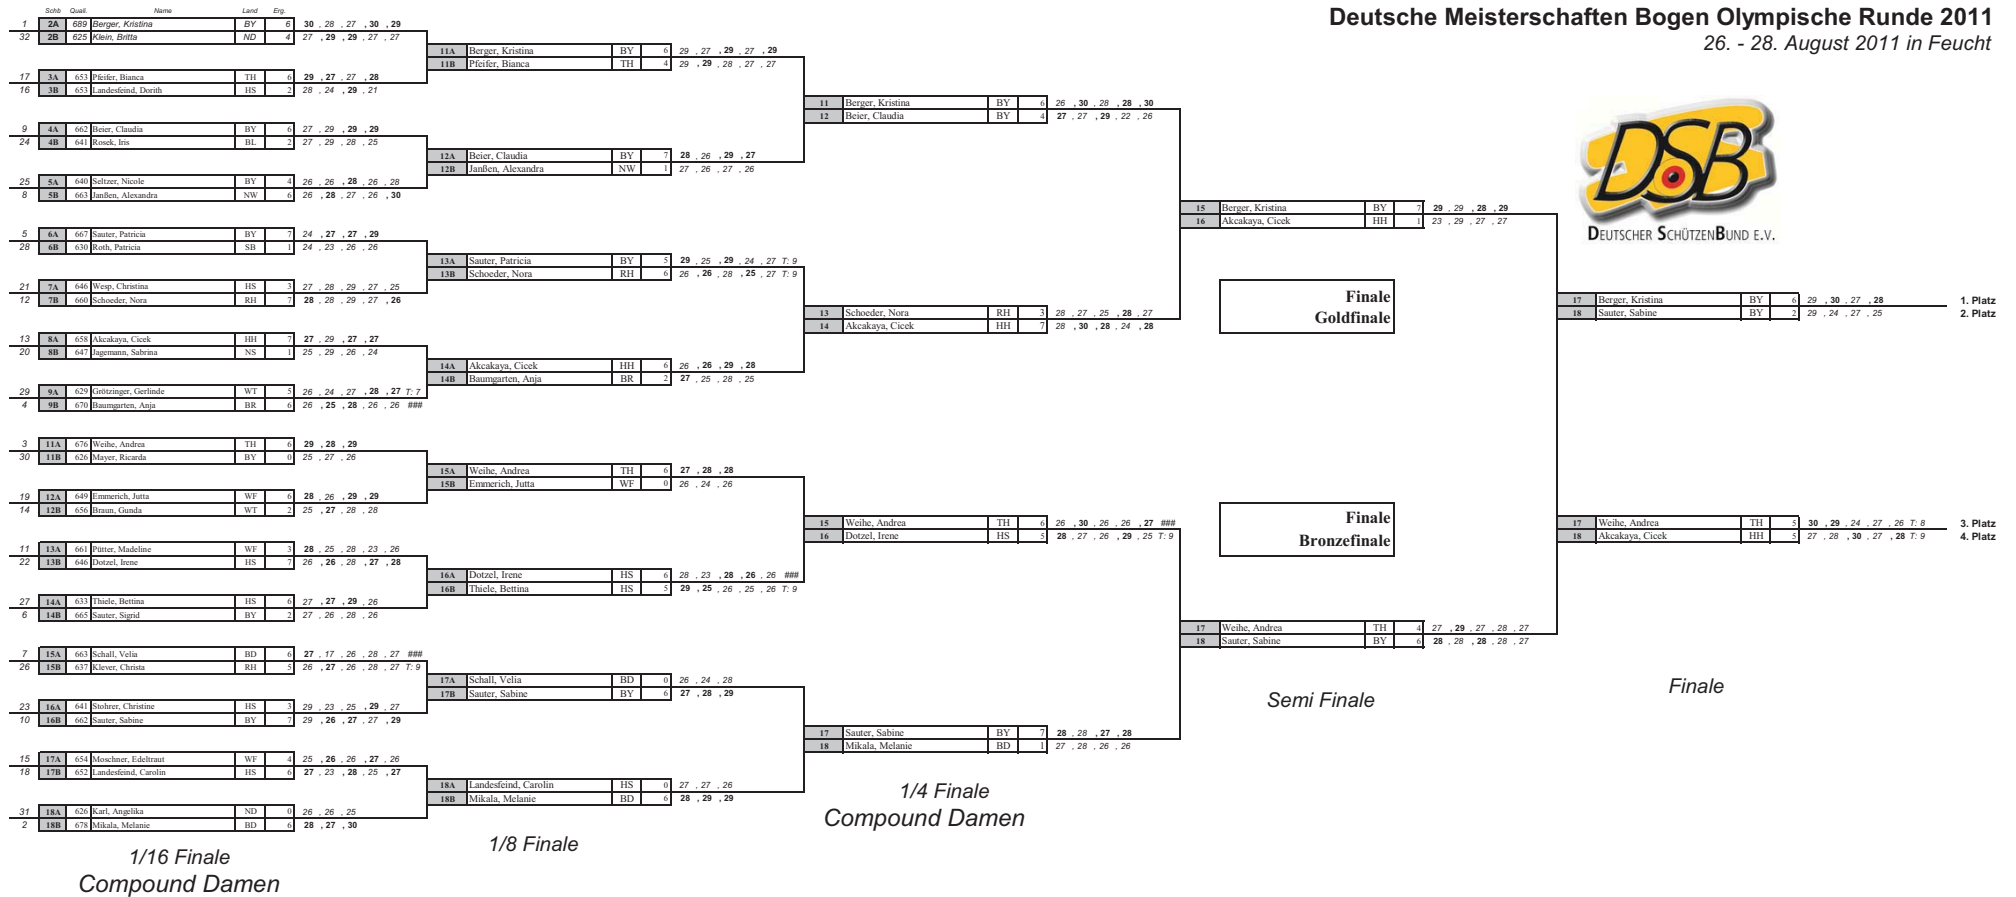 Deutsche Meisterschaften Bogen Olympische Runde 2011
26. - 28. August 2011 in Feucht
Schb Quali. Name Land Erg.
1 2A 689 Berger, Kristina BY 6 30 , 28 , 27 , 30 , 29
32 2B 625 Klein, Britta ND 4 27 , 29 , 29 , 27 , 27
17 3A 653 Pfeifer, Bianca TH 6 29 , 27 , 27 , 28
16 3B 653 Landesfeind, Dorith HS 2 28 , 24 , 29 , 21
9 4A 662 Beier, Claudia BY 6 27 , 29 , 29 , 29
24 4B 641 Rosek, Iris BL 2 27 , 29 , 28 , 25
25 5A 640 Seltzer, Nicole BY 4 26 , 26 , 28 , 26 , 28
8 5B 663 Janßen, Alexandra NW 6 26 , 28 , 27 , 26 , 30
5 6A 667 Sauter, Patricia BY 7 24 , 27 , 27 , 29
28 6B 630 Roth, Patricia SB 1 24 , 23 , 26 , 26
21 7A 646 Wesp, Christina HS 3 27 , 28 , 29 , 27 , 25
12 7B 660 Schoeder, Nora RH 7 28 , 28 , 29 , 27 , 26
13 8A 658 Akcakaya, Cicek HH 7 27 , 29 , 27 , 27
20 8B 647 Jagemann, Sabrina NS 1 25 , 29 , 26 , 24
29 9A 629 Grötzinger, Gerlinde WT 5 26 , 24 , 27 , 28 , 27 T: 7
4 9B 670 Baumgarten, Anja BR 6 26 , 25 , 28 , 26 , 26 ###
3 11A 676 Weihe, Andrea TH 6 29 , 28 , 29
30 11B 626 Mayer, Ricarda BY 0 25 , 27 , 26
19 12A 649 Emmerich, Jutta WF 6 28 , 26 , 29 , 29
14 12B 656 Braun, Gunda WT 2 25 , 27 , 28 , 28
11 13A 661 Pütter, Madeline WF 3 28 , 25 , 28 , 23 , 26
22 13B 646 Dotzel, Irene HS 7 26 , 26 , 28 , 27 , 28
27 14A 633 Thiele, Bettina HS 6 27 , 27 , 29 , 26
6 14B 665 Sauter, Sigrid BY 2 27 , 26 , 28 , 26
7 15A 663 Schall, Velia BD 6 27 , 17 , 26 , 28 , 27 ###
26 15B 637 Klever, Christa RH 5 26 , 27 , 26 , 28 , 27 T: 9
23 16A 641 Stohrer, Christine HS 3 29 , 23 , 25 , 29 , 27
10 16B 662 Sauter, Sabine BY 7 29 , 26 , 27 , 27 , 29
15 17A 654 Moschner, Edeltraut WF 4 25 , 26 , 26 , 27 , 26
18 17B 652 Landesfeind, Carolin HS 6 27 , 23 , 28 , 25 , 27
31 18A 626 Karl, Angelika ND 0 26 , 26 , 25
2 18B 678 Mikala, Melanie BD 6 28 , 27 , 30
1/16 Finale
Compound Damen
11A Berger, Kristina BY 6 29 , 27 , 29 , 27 , 29
11B Pfeifer, Bianca TH 4 29 , 29 , 28 , 27 , 27
12A Beier, Claudia BY 7 28 , 26 , 29 , 27
12B Janßen, Alexandra NW 1 27 , 26 , 27 , 26
13A Sauter, Patricia BY 5 29 , 25 , 29 , 24 , 27 T: 9
13B Schoeder, Nora RH 6 26 , 26 , 28 , 25 , 27 T: 9
14A Akcakaya, Cicek HH 6 26 , 26 , 29 , 28
14B Baumgarten, Anja BR 2 27 , 25 , 28 , 25
15A Weihe, Andrea TH 6 27 , 28 , 28
15B Emmerich, Jutta WF 0 26 , 24 , 26
16A Dotzel, Irene HS 6 28 , 23 , 28 , 26 , 26 ###
16B Thiele, Bettina HS 5 29 , 25 , 26 , 25 , 26 T: 9
17A Schall, Velia BD 0 26 , 24 , 28
17B Sauter, Sabine BY 6 27 , 28 , 29
18A Landesfeind, Carolin HS 0 27 , 27 , 26
18B Mikala, Melanie BD 6 28 , 29 , 29
1/8 Finale
11 Berger, Kristina BY 6 26 , 30 , 28 , 28 , 30
12 Beier, Claudia BY 4 27 , 27 , 29 , 22 , 26
13 Schoeder, Nora RH 3 28 , 27 , 25 , 28 , 27
14 Akcakaya, Cicek HH 7 28 , 30 , 28 , 24 , 28
15 Weihe, Andrea TH 6 26 , 30 , 26 , 26 , 27 ###
16 Dotzel, Irene HS 5 28 , 27 , 26 , 29 , 25 T: 9
17 Sauter, Sabine BY 7 28 , 28 , 27 , 28
18 Mikala, Melanie BD 1 27 , 28 , 26 , 26
1/4 Finale
Compound Damen
15 Berger, Kristina BY 7 29 , 29 , 28 , 29
16 Akcakaya, Cicek HH 1 23 , 29 , 27 , 27
Finale
Goldfinale
Finale
Bronzefinale
17 Weihe, Andrea TH 4 27 , 29 , 27 , 28 , 27
18 Sauter, Sabine BY 6 28 , 28 , 28 , 28 , 27
Semi Finale
DSB
DEUTSCHER SCHÜTZENBUND E.V.
17 Berger, Kristina BY 6 29 , 30 , 27 , 28 1. Platz
18 Sauter, Sabine BY 2 29 , 24 , 27 , 25 2. Platz
17 Weihe, Andrea TH 5 30 , 29 , 24 , 27 , 26 T: 8 3. Platz
18 Akcakaya, Cicek HH 5 27 , 28 , 30 , 27 , 28 T: 9 4. Platz
Finale